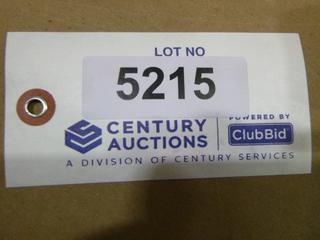 LOT NO
5215
CENTURY
AUCTIONS
POWERED BY
ClubBid
A DIVISION OF CENTURY SERVICES